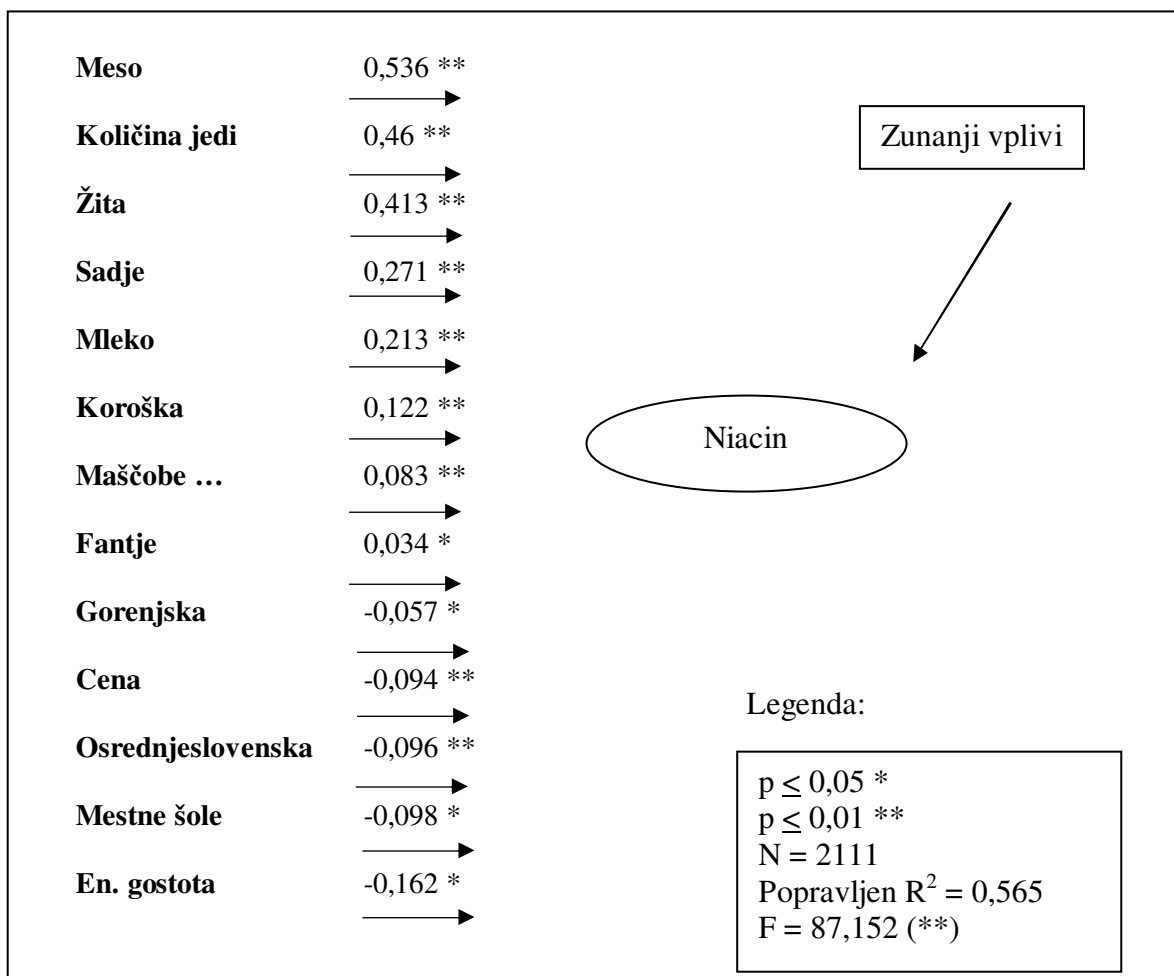 Meso 0,536 **
Količina jedi 0,46 **
Žita 0,413 **
Sadje 0,271 **
Mleko 0,213 **
Koroška 0,122 **
Maščobe … 0,083 **
Fantje 0,034 *
Gorenjska -0,057 *
Cena -0,094 **
Osrednjeslovenska -0,096 **
Mestne šole -0,098 *
En. gostota -0,162 *
Zunanji vplivi
Niacin
Legenda:
p ≤ 0,05 *
p ≤ 0,01 **
N = 2111
Popravljen R² = 0,565
F = 87,152 (**)